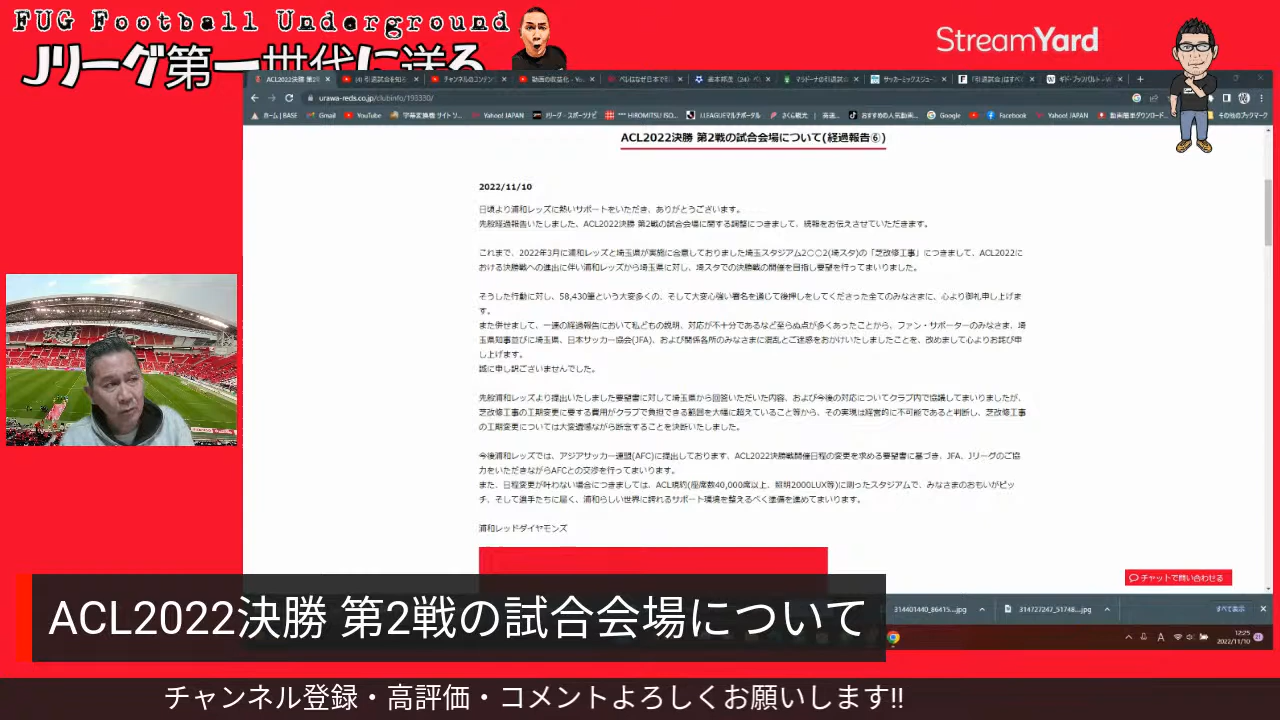 FUG Football Underground
Jリーグ第一世代に送る
StreamYard
urawa-reds.co.jp/clubinfo/193330/
ACL2022決勝 第2戦の試合会場について(経過報告⑥)
2022/11/10
日頃より浦和レッズに熱いサポートをいただき、ありがとうございます。
先般経過報告いたしました、ACL2022決勝 第2戦の試合会場に関する調整につきまして、続報をお伝えさせていただきます。
これまで、2022年3月に浦和レッズと埼玉県が実施に合意しておりました埼玉スタジアム2〇〇2(埼スタ)の「芝改修工事」につきまして、ACL2022に
おける決勝戦への進出に伴い浦和レッズから埼玉県に対し、埼スタでの決勝戦の開催を目指し要望を行ってまいりました。
そうした行動に対し、58,430筆という大変多くの、そして大変心強い署名を通じて後押しをしてくださった全てのみなさまに、心より御礼申し上げま
す。
また併せまして、一連の経過報告において私どもの説明、対応が不十分であるなど至らぬ点が多くあったことから、ファン・サポーターのみなさま、埼
玉県知事並びに埼玉県、日本サッカー協会(JFA)、および関係各所のみなさまに混乱とご迷惑をおかけいたしましたことを、改めまして心よりお詫び申
し上げます。
誠に申し訳ございませんでした。
先般浦和レッズより提出いたしました要望書に対して埼玉県から回答いただいた内容、および今後の対応についてクラブ内で協議してまいりましたが、
芝改修工事の工期変更に要する費用がクラブで負担できる範囲を大幅に超えていること等から、その実現は経営的に不可能であると判断し、芝改修工事
の工期変更については大変遺憾ながら断念することを決断いたしました。
今後浦和レッズでは、アジアサッカー連盟(AFC)に提出しております、ACL2022決勝戦開催日程の変更を求める要望書に基づき、JFA、Jリーグのご協
力をいただきながらAFCとの交渉を行ってまいります。
また、日程変更が叶わない場合につきましては、ACL規約(座席数40,000席以上、照明2000LUX等)に則ったスタジアムで、みなさまのおもいがピッ
チ、そして選手たちに届く、浦和らしい世界に誇れるサポート環境を整えるべく準備を進めてまいります。
浦和レッドダイヤモンズ
チャットで問い合わせる
ACL2022決勝 第2戦の試合会場について
314401440_86415....jpg
314727247_51748....jpg
すべて表示
12:25
2022/11/10
チャンネル登録・高評価・コメントよろしくお願いします!!